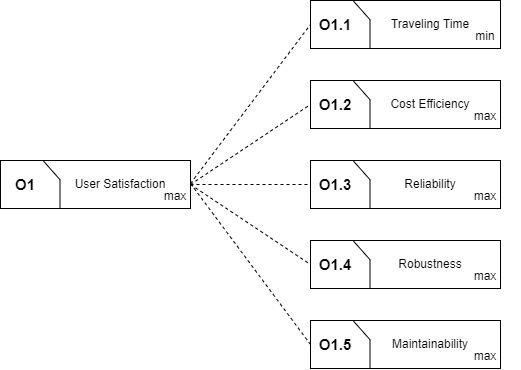 O1.1 Traveling Time
min
O1.2 Cost Efficiency
max
O1 User Satisfaction
max
O1.3 Reliability
max
O1.4 Robustness
max
O1.5 Maintainability
max